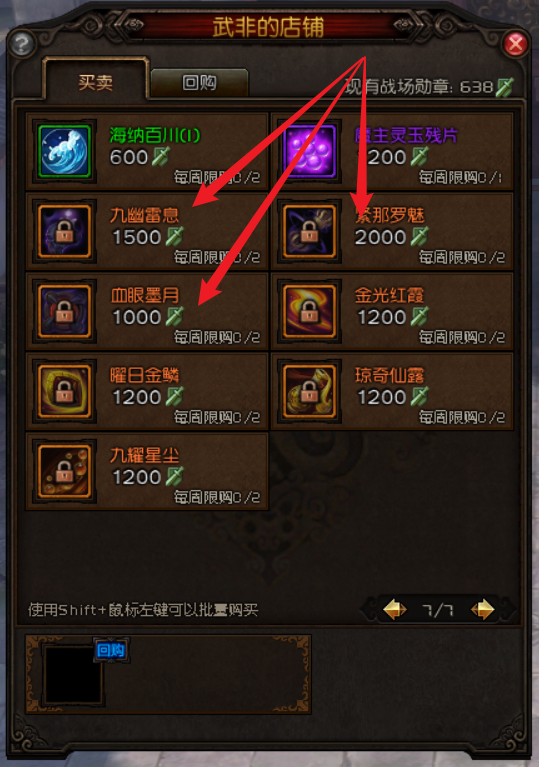 武非的店铺
买卖
回购
现有战场勋章: 638
海纳百川(1)
600
每周限购0/2
魔主灵玉残片
200
每周限购0/1
九幽雷息
1500
每周限购0/2
紧那罗魅
2000
每周限购0/2
血眼墨月
1000
每周限购0/2
金光红霞
1200
每周限购0/2
曜日金鳞
1200
每周限购0/2
琼奇仙露
1200
每周限购0/2
九耀星尘
1200
每周限购0/2
使用Shift+鼠标左键可以批量购买
7/7
回购